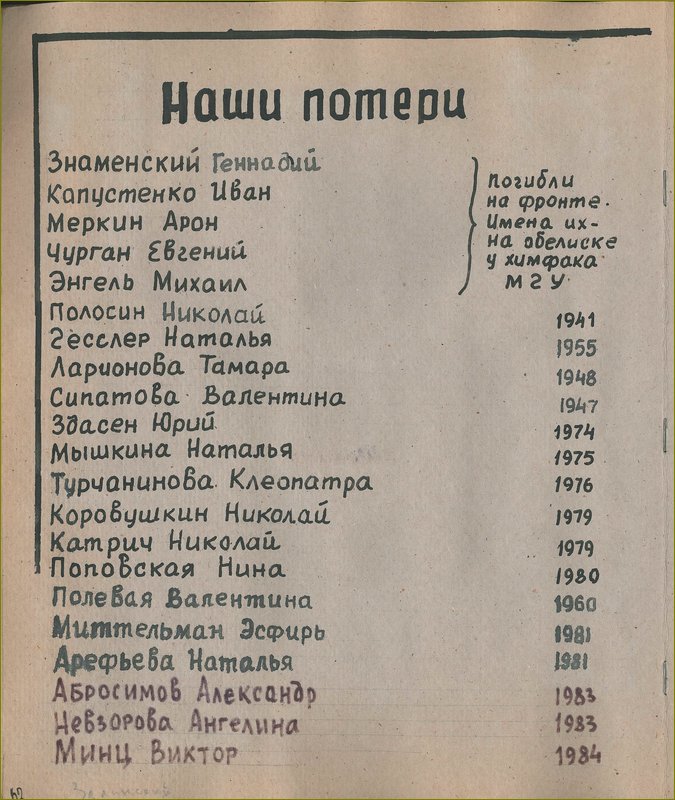 Наши потери
Знаменский Геннадий
Капустенко Иван
Меркин Арон
Чурган Евгений
Энгель Михаил
Погибли
на фронте.
Имена их-
на обелиске
у химфака
МГУ
Полосин Николай 1941
Гесслер Наталья 1955
Ларионова Тамара 1948
Сипатова Валентина 1947
Здасен Юрий 1974
Мышкина Наталья 1975
Турчанинова Клеопатра 1976
Коровушкин Николай 1979
Катрич Николай 1979
Поповская Нина 1980
Полевая Валентина 1960
Миттельман Эсфирь 1981
Арефьева Наталья 1981
Абросимов Александр 1983
Невзорова Ангелина 1983
Минц Виктор 1984